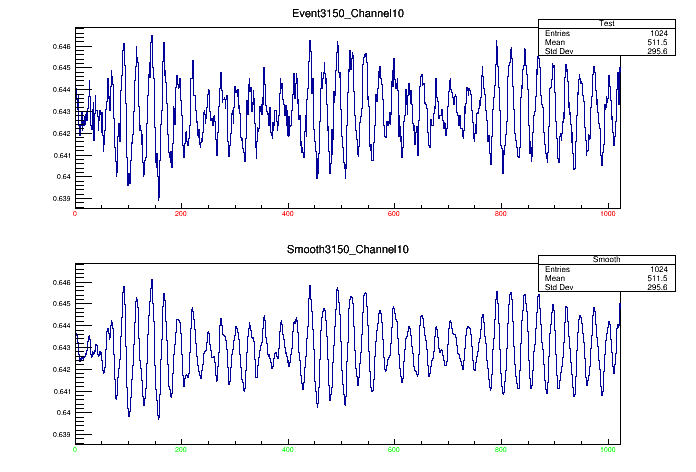 Event3150_Channel10
Test
Entries 1024
Mean 511.5
Std Dev 295.6
0.646
0.645
0.644
0.643
0.642
0.641
0.64
0.639
0 200 400 600 800 1000
Smooth3150_Channel10
Smooth
Entries 1024
Mean 511.5
Std Dev 295.6
0.646
0.645
0.644
0.643
0.642
0.641
0.64
0.639
0 200 400 600 800 1000